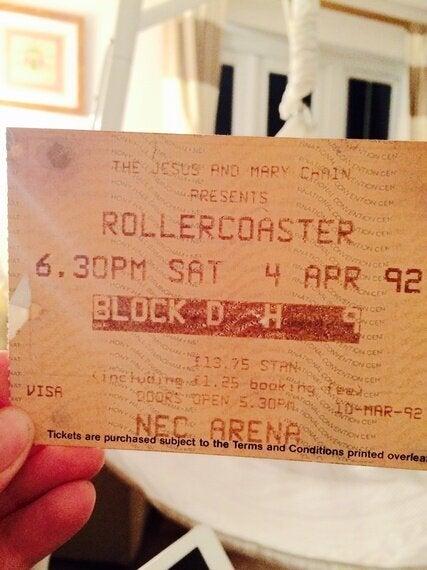 THE JESUS AND MARY CHAIN
PRESENTS
ROLLERCOASTER
6.30PM SAT 4 APR 92
BLOCK D H 9
£13.75 STAN
(including £1.25 booking fee)
DOORS OPEN 5.30PM
VISA 10-MAR-92
NEC ARENA
Tickets are purchased subject to the Terms and Conditions printed overlea